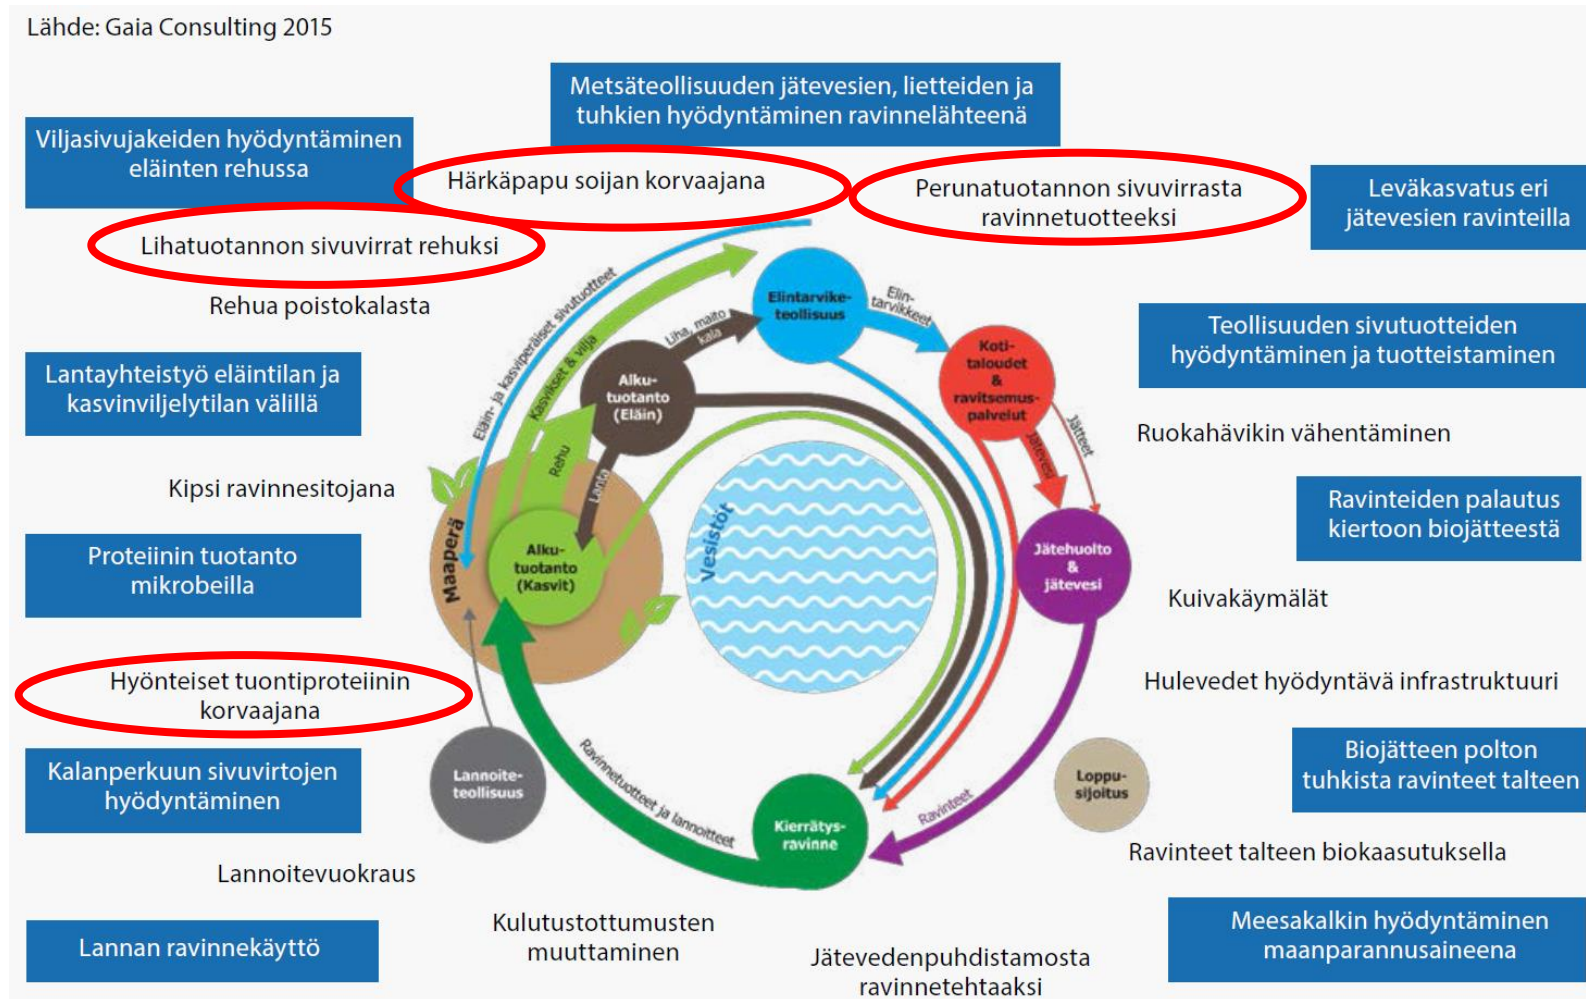 Lähde: Gaia Consulting 2015
Metsäteollisuuden jätevesien, lietteiden ja
tuhkien hyödyntäminen ravinnelähteenä
Viljasivujakeiden hyödyntäminen
eläinten rehussa
Härkäpapu soijan korvaajana
Perunatuotannon sivuvirrasta
ravinnetuotteeksi
Leväkasvatus eri
jätevesien ravinteilla
Lihatuotannon sivuvirrat rehuksi
Rehua poistokalasta
Lantayhteistyö eläintilan ja
kasvinviljelytilan välillä
Kipsi ravinnesitojana
Proteiinin tuotanto
mikrobeilla
Hyönteiset tuontiproteiinin
korvaajana
Kalanperkuun sivuvirtojen
hyödyntäminen
Lannoitevuokraus
Lannan ravinnekäyttö
Eläin- ja kasviperäiset sivutuotteet
Kasvikset & vilja
Rehu
Lanta
Liha, maito
kala
Elin-
tarvikkeet
Elintarvike-
teollisuus
Alku-
tuotanto
(Eläin)
Koti-
taloudet
&
ravitsemus-
palvelut
Jätevesi
Jätteet
Maaperä
Alku-
tuotanto
(Kasvit)
Vesistöt
Jätehuolto
&
jätevesi
Lannoite-
teollisuus
Ravinnetuotteet ja lannoitteet
Kierrätys-
ravinne
Ravinteet
Loppu-
sijoitus
Teollisuuden sivutuotteiden
hyödyntäminen ja tuotteistaminen
Ruokahävikin vähentäminen
Ravinteiden palautus
kiertoon biojätteestä
Kuivakäymälät
Hulevedet hyödyntävä infrastruktuuri
Biojätteen polton
tuhkista ravinteet talteen
Ravinteet talteen biokaasutuksella
Meesakalkin hyödyntäminen
maanparannusaineena
Kulutustottumusten
muuttaminen
Jätevedenpuhdistamosta
ravinnetehtaaksi